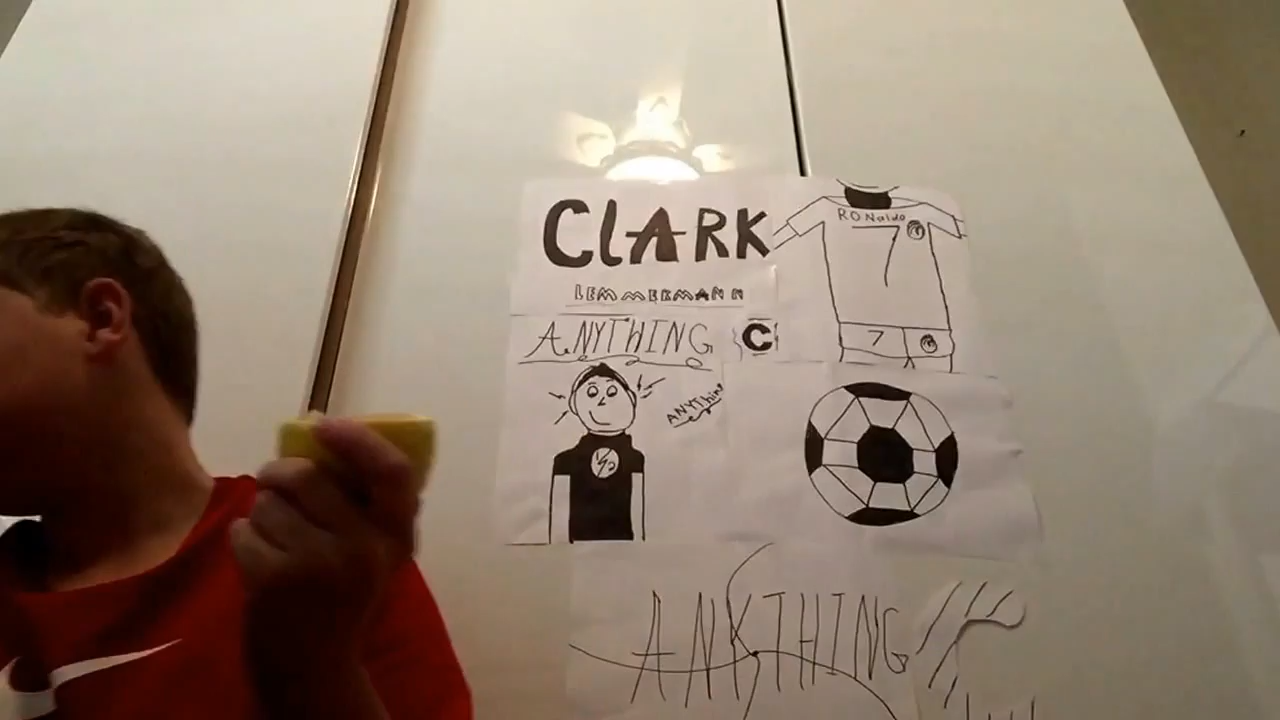 CLARK
LEMMERMANN
ANYTHING
C
ANYThiNG
RONaldo
7
7
ANYTHING